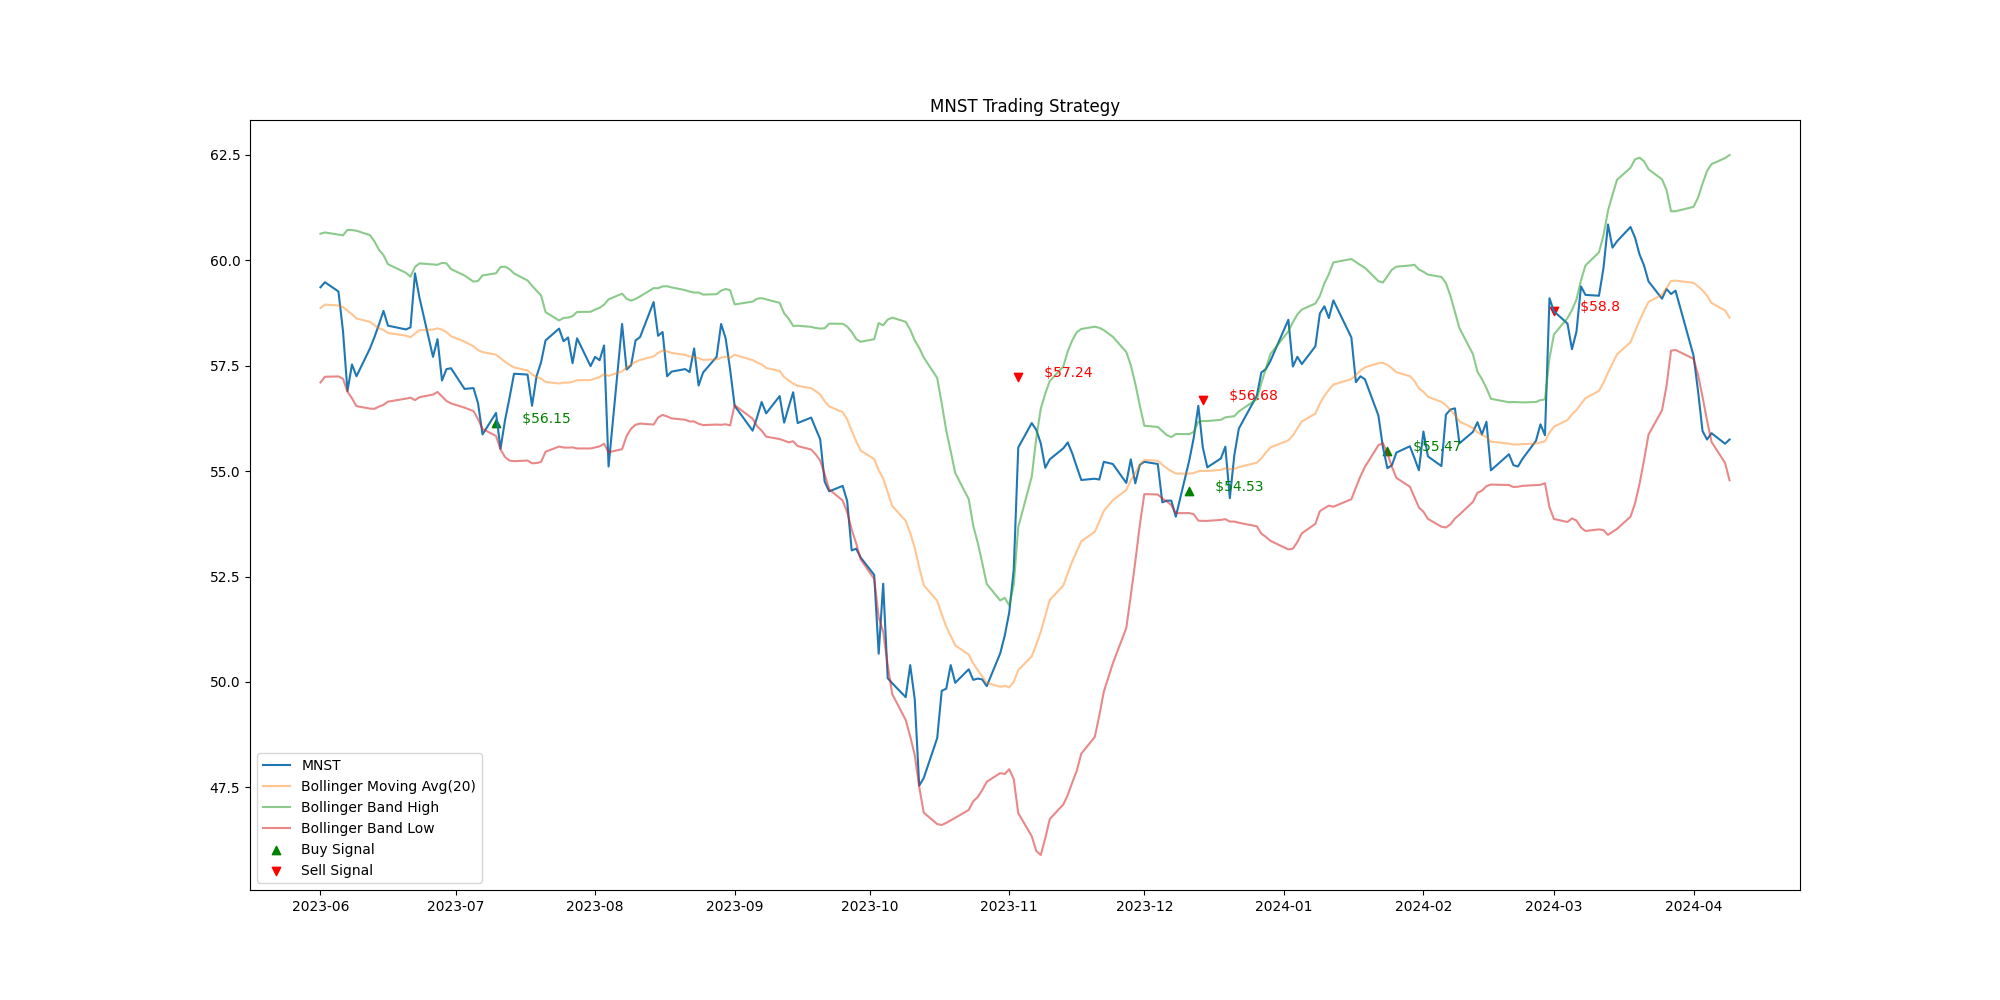 MNST Trading Strategy
62.5
60.0
57.5
55.0
52.5
50.0
47.5
$56.15
$57.24
$54.53
$56.68
$55.47
$58.8
MNST
Bollinger Moving Avg(20)
Bollinger Band High
Bollinger Band Low
Buy Signal
Sell Signal
2023-06 2023-07 2023-08 2023-09 2023-10 2023-11 2023-12 2024-01 2024-02 2024-03 2024-04